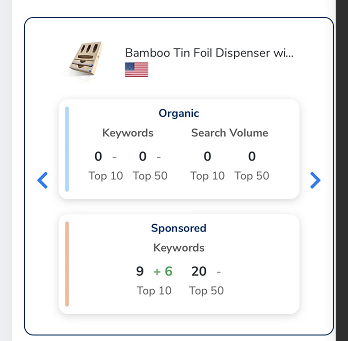 Bamboo Tin Foil Dispenser wi...
Organic
Keywords Search Volume
0 - 0 - 0 0
Top 10 Top 50 Top 10 Top 50
Sponsored
Keywords
9 + 6 20 -
Top 10 Top 50